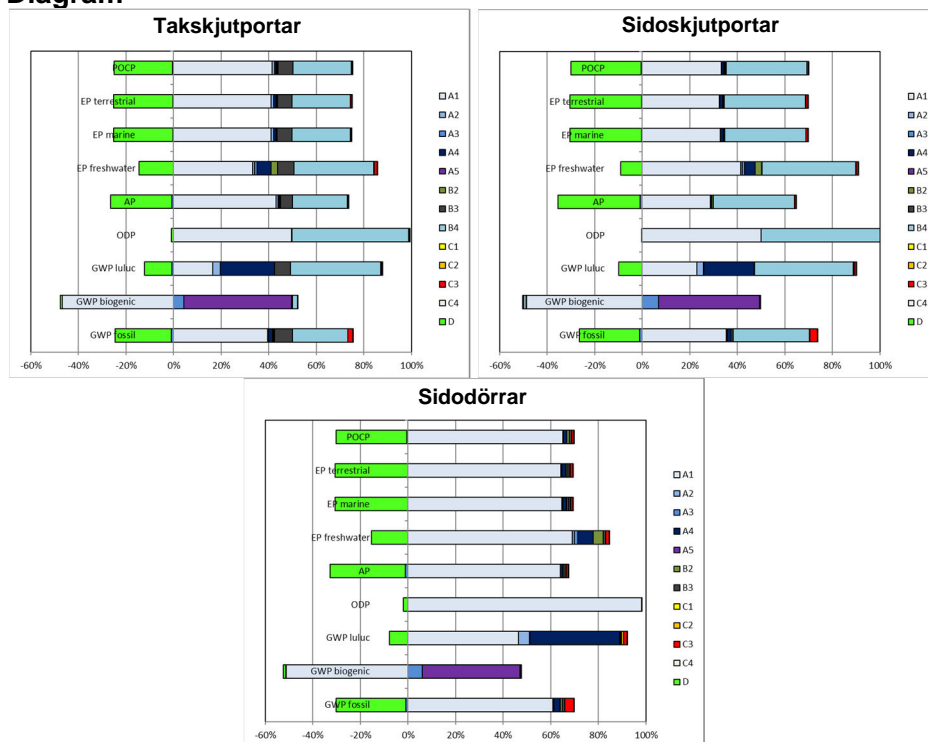 Diagram
Takskjutportar
POCP
EP terrestrial
EP marine
EP freshwater
AP
ODP
GWP luluc
GWP biogenic
GWP fossil
-60% -40% -20% 0% 20% 40% 60% 80% 100%
A1
A2
A3
A4
A5
B2
B3
B4
C1
C2
C3
C4
D
Sidoskjutportar
POCP
EP terrestrial
EP marine
EP freshwater
AP
ODP
GWP luluc
GWP biogenic
GWP fossil
-60% -40% -20% 0% 20% 40% 60% 80% 100%
A1
A2
A3
A4
A5
B2
B3
B4
C1
C2
C3
C4
D
Sidodörrar
POCP
EP terrestrial
EP marine
EP freshwater
AP
ODP
GWP luluc
GWP biogenic
GWP fossil
-60% -40% -20% 0% 20% 40% 60% 80% 100%
A1
A2
A3
A4
A5
B2
B3
C1
C2
C3
C4
D